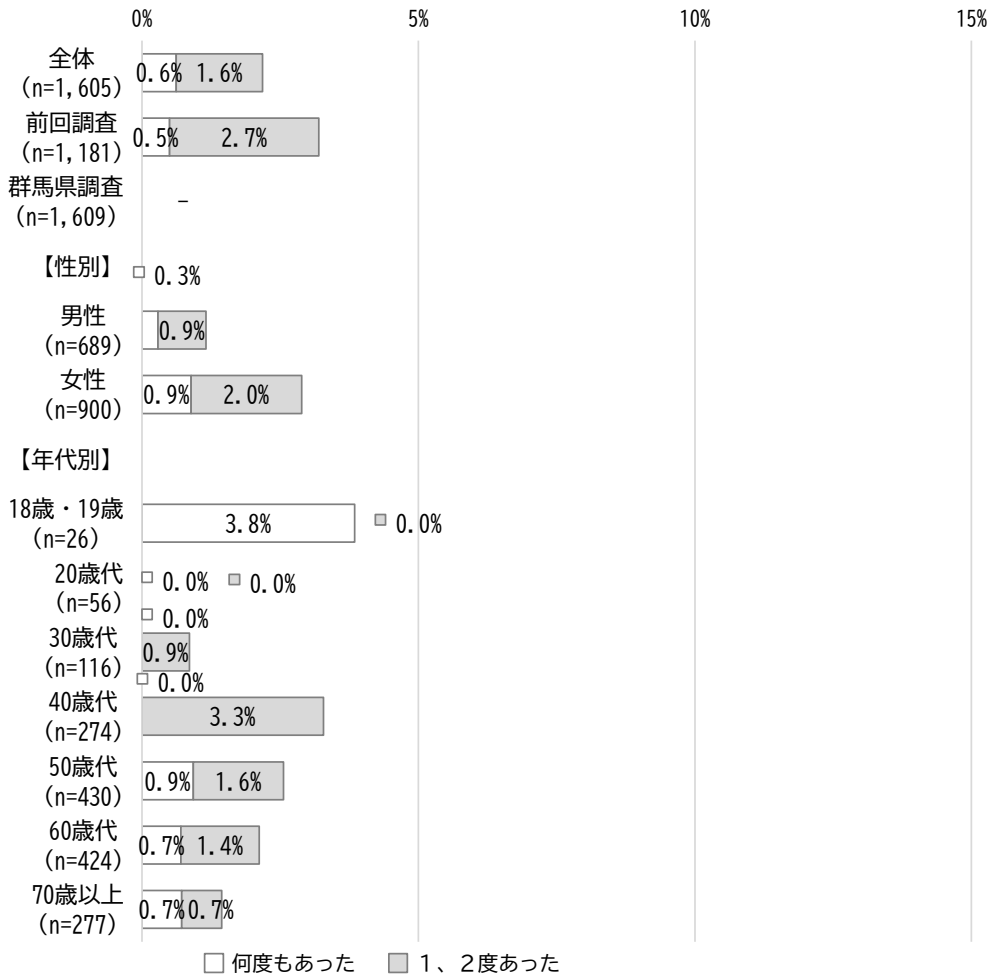 0% 5% 10% 15%
全体
(n=1,605)
0.6% 1.6%
前回調査
(n=1,181)
0.5% 2.7%
群馬県調査
(n=1,609)
－
【性別】
0.3%
男性
(n=689)
0.9%
女性
(n=900)
0.9% 2.0%
【年代別】
18歳・19歳
(n=26)
3.8% 0.0%
20歳代
(n=56)
0.0% 0.0%
0.0%
30歳代
(n=116)
0.9%
0.0%
40歳代
(n=274)
3.3%
50歳代
(n=430)
0.9% 1.6%
60歳代
(n=424)
0.7% 1.4%
70歳以上
(n=277)
0.7% 0.7%
何度もあった １、２度あった